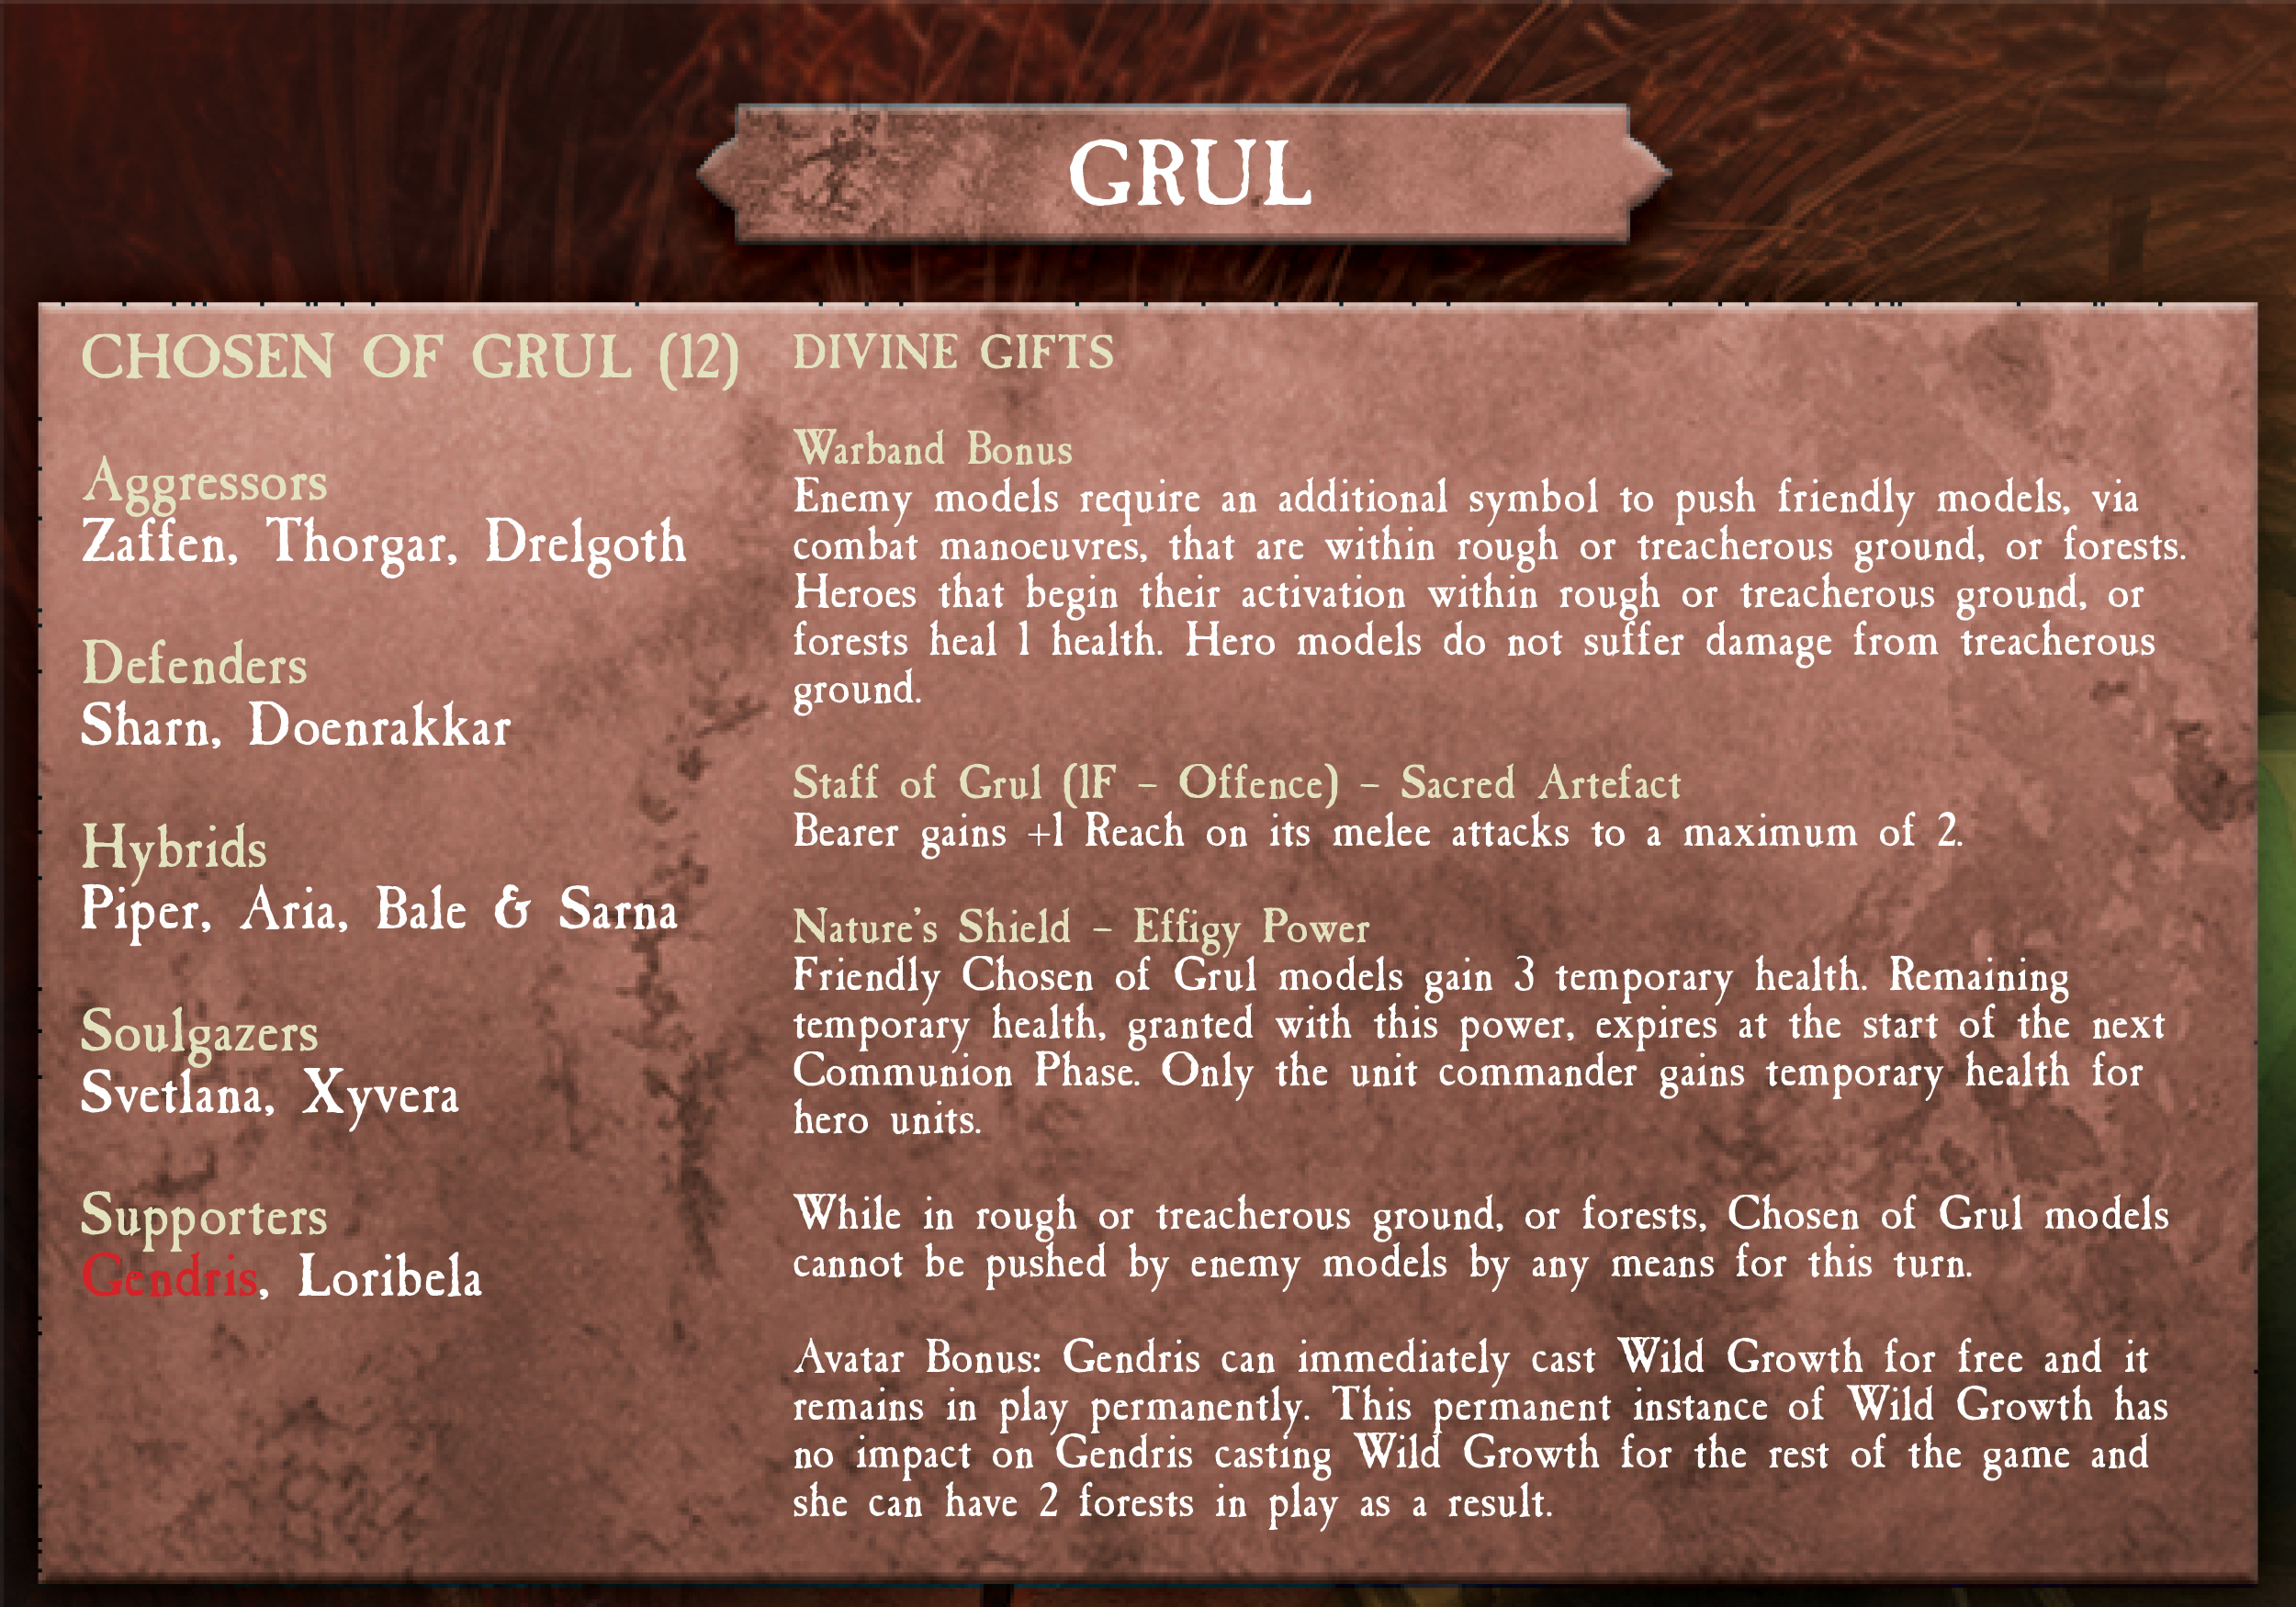 GRUL
CHOSEN OF GRUL (12)
Aggressors
Zaffen, Thorgar, Drelgoth
Defenders
Sharn, Doenrakkar
Hybrids
Piper, Aria, Bale & Sarna
Soulgazers
Svetlana, Xyvera
Supporters
Gendris, Loribela
DIVINE GIFTS
Warband Bonus
Enemy models require an additional symbol to push friendly models, via
combat manoeuvres, that are within rough or treacherous ground, or forests.
Heroes that begin their activation within rough or treacherous ground, or
forests heal 1 health. Hero models do not suffer damage from treacherous
ground.
Staff of Grul (1F – Offence) – Sacred Artefact
Bearer gains +1 Reach on its melee attacks to a maximum of 2.
Nature's Shield – Effigy Power
Friendly Chosen of Grul models gain 3 temporary health. Remaining
temporary health, granted with this power, expires at the start of the next
Communion Phase. Only the unit commander gains temporary health for
hero units.
While in rough or treacherous ground, or forests, Chosen of Grul models
cannot be pushed by enemy models by any means for this turn.
Avatar Bonus: Gendris can immediately cast Wild Growth for free and it
remains in play permanently. This permanent instance of Wild Growth has
no impact on Gendris casting Wild Growth for the rest of the game and
she can have 2 forests in play as a result.